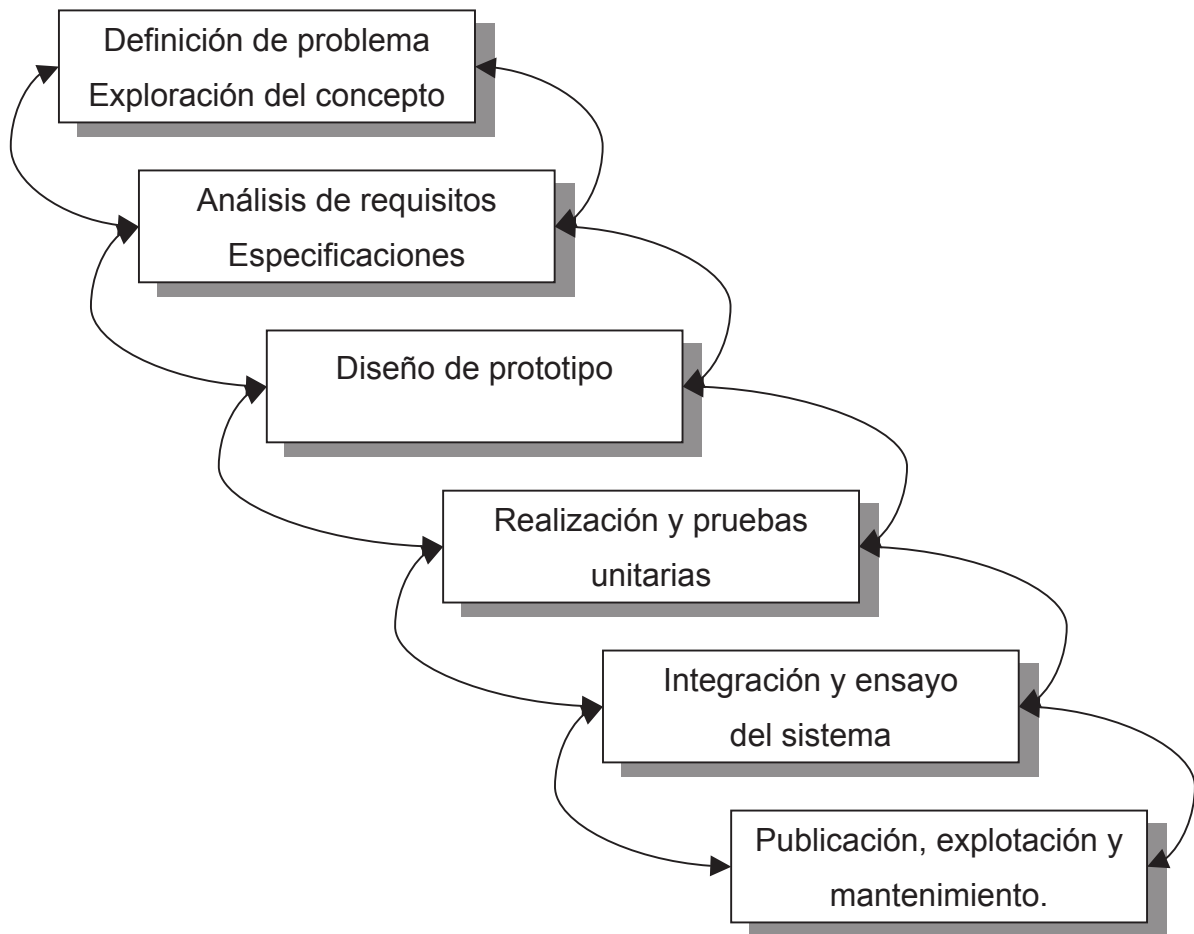 Definición de problema
Exploración del concepto
Análisis de requisitos
Especificaciones
Diseño de prototipo
Realización y pruebas
unitarias
Integración y ensayo
del sistema
Publicación, explotación y
mantenimiento.